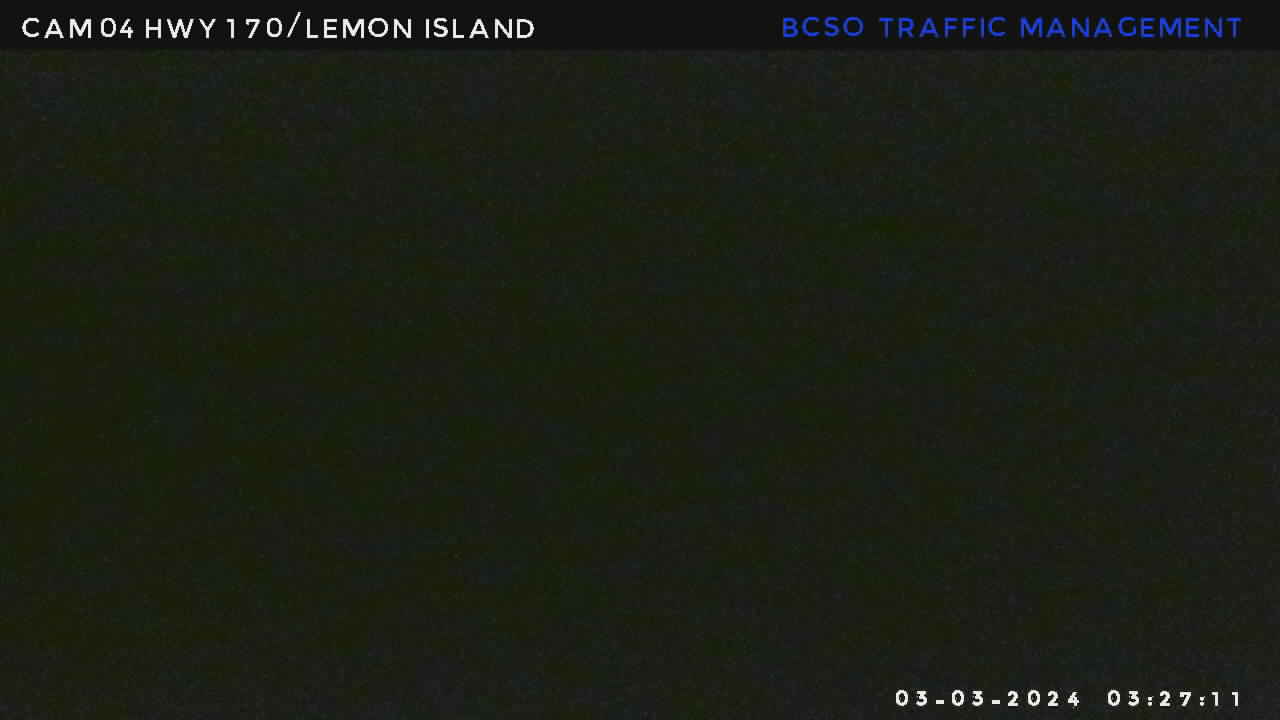 CAM04 HWY 170/LEMON ISLAND
BCSO TRAFFIC MANAGEMENT
03-03-2024 03:27:11